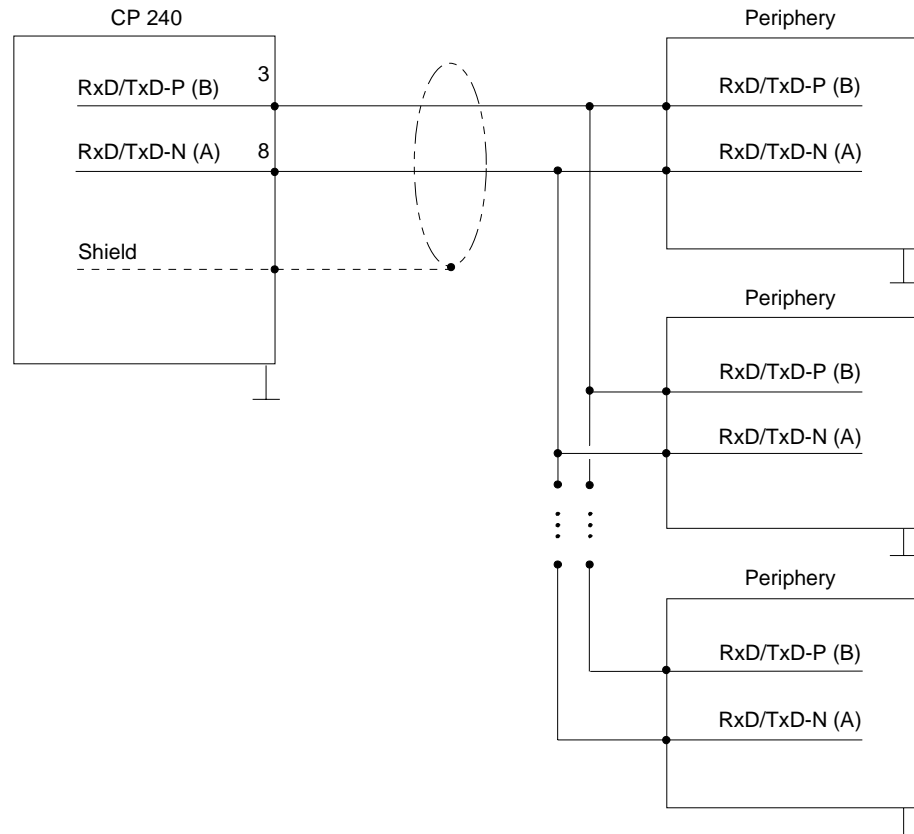 CP 240
3
RxD/TxD-P (B)
RxD/TxD-N (A)
8
Shield
Periphery
RxD/TxD-P (B)
RxD/TxD-N (A)
Periphery
RxD/TxD-P (B)
RxD/TxD-N (A)
Periphery
RxD/TxD-P (B)
RxD/TxD-N (A)